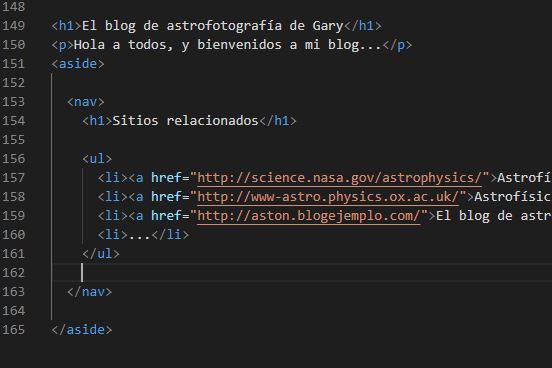 148
149 <h1>El blog de astrofotografía de Gary</h1>
150 <p>Hola a todos, y bienvenidos a mi blog...</p>
151 <aside>
152
153 <nav>
154 <h1>Sitios relacionados</h1>
155
156 <ul>
157 <li><a href="http://science.nasa.gov/astrophysics/">Astrofí
158 <li><a href="http://www-astro.physics.ox.ac.uk/">Astrofísic
159 <li><a href="http://aston.blogejemplo.com/">El blog de astr
160 <li>...</li>
161 </ul>
162
163 </nav>
164
165 </aside>